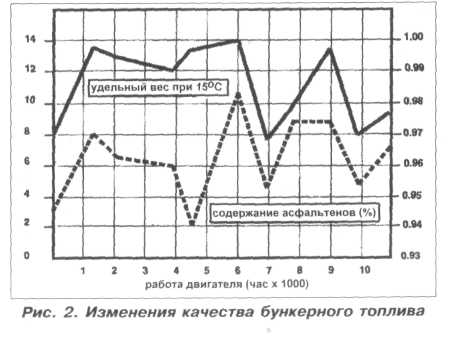 14 1.00
12 0.99
удельный вес при 15ºС
10 0.98
8 0.97
6 0.96
4 0.95
содержание асфальтенов (%)
2 0.94
0 0.93
1 2 3 4 5 6 7 8 9 10
работа двигателя (час х 1000)
Рис. 2. Изменения качества бункерного топлива